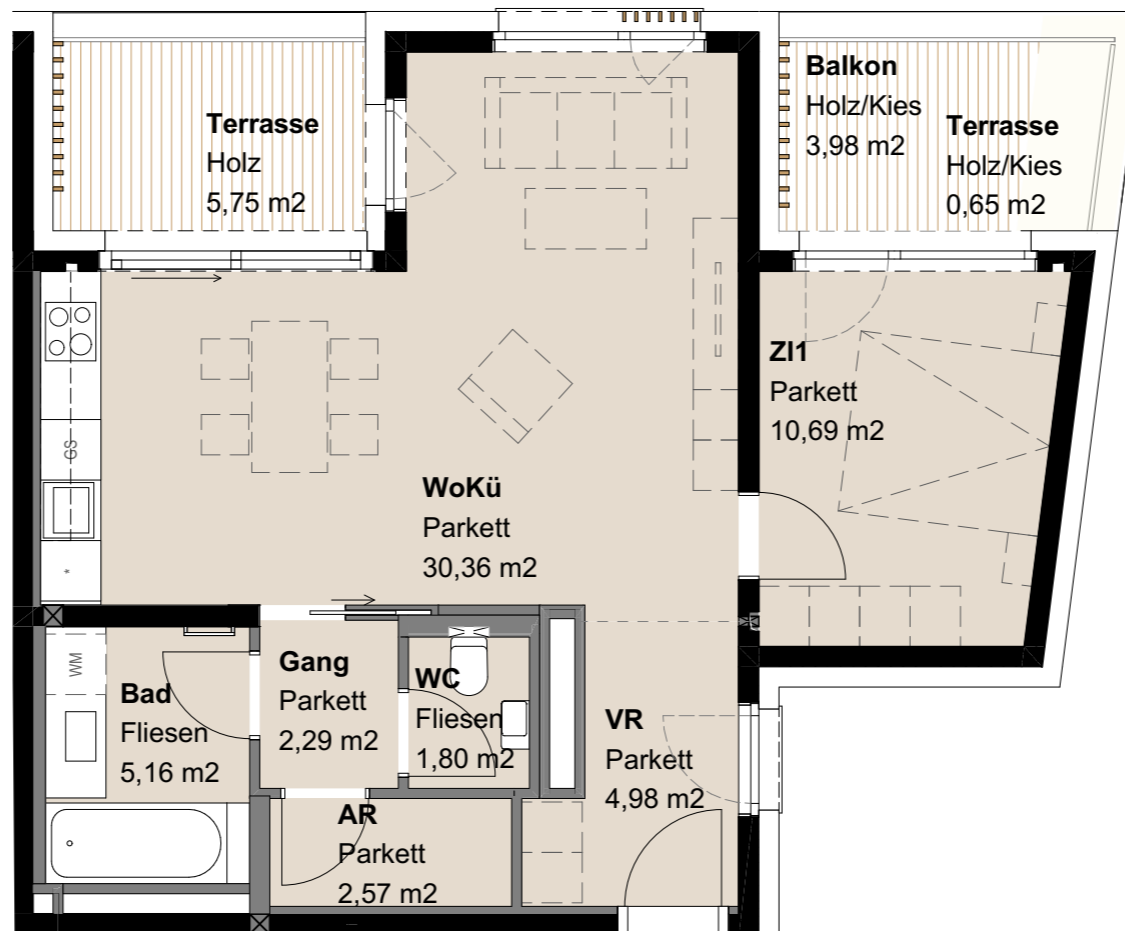 Terrasse
Holz
5,75 m2
Balkon
Holz/Kies
3,98 m2
Terrasse
Holz/Kies
0,65 m2
ZI1
Parkett
10,69 m2
GS
*
WoKü
Parkett
30,36 m2
WM
Bad
Fliesen
5,16 m2
Gang
Parkett
2,29 m2
WC
Fliesen
1,80 m2
VR
Parkett
4,98 m2
AR
Parkett
2,57 m2